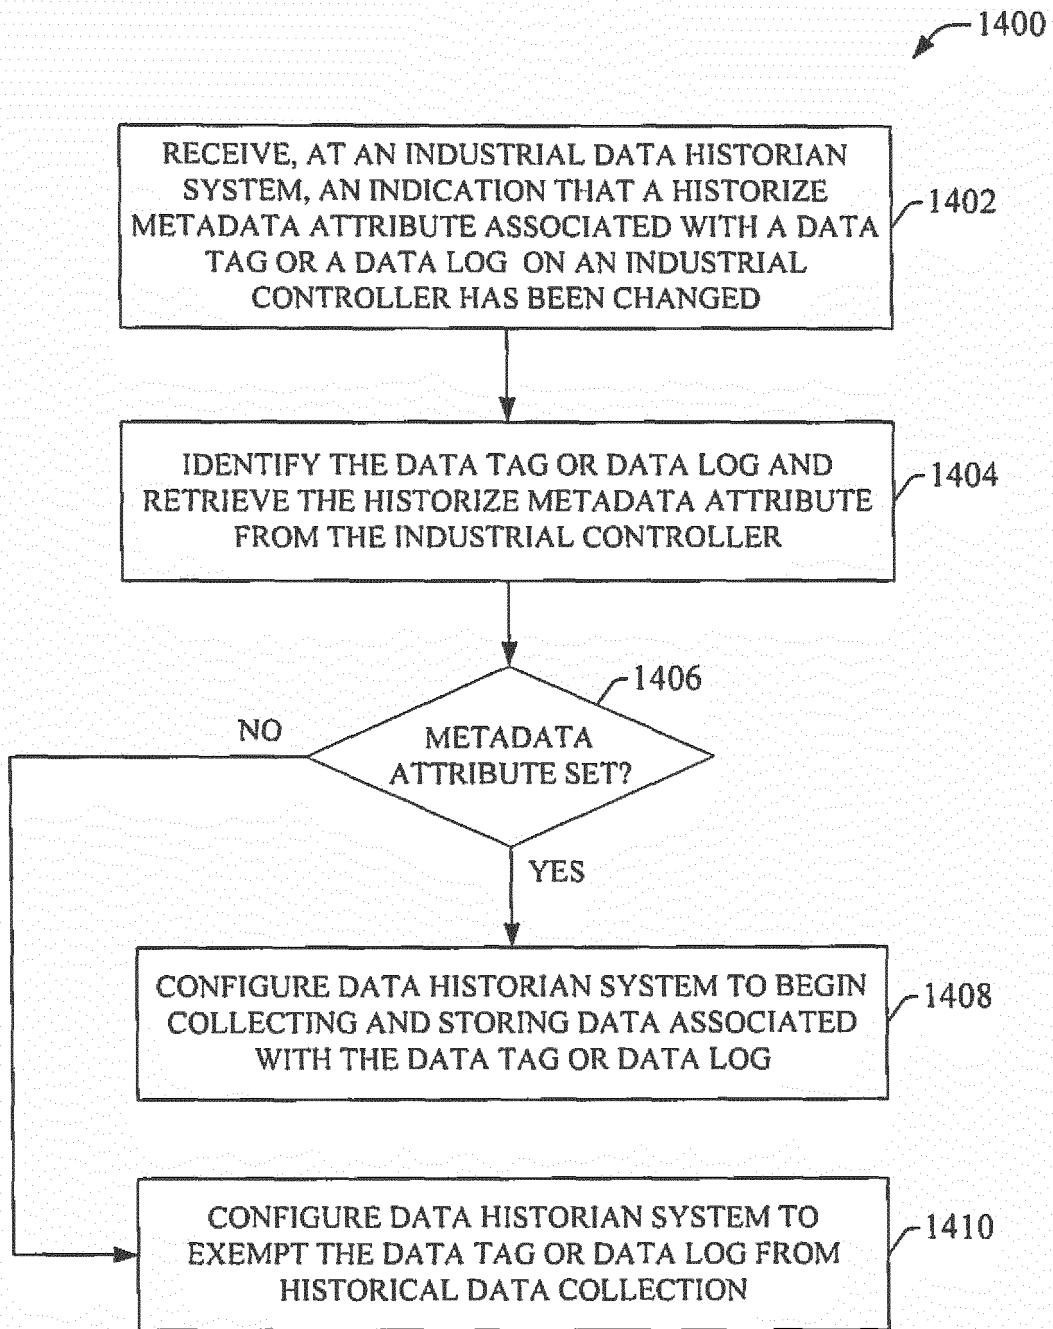 1400
RECEIVE, AT AN INDUSTRIAL DATA HISTORIAN
SYSTEM, AN INDICATION THAT A HISTORIZE
METADATA ATTRIBUTE ASSOCIATED WITH A DATA
TAG OR A DATA LOG ON AN INDUSTRIAL
CONTROLLER HAS BEEN CHANGED
1402
IDENTIFY THE DATA TAG OR DATA LOG AND
RETRIEVE THE HISTORIZE METADATA ATTRIBUTE
FROM THE INDUSTRIAL CONTROLLER
1404
1406
NO
METADATA
ATTRIBUTE SET?
YES
CONFIGURE DATA HISTORIAN SYSTEM TO BEGIN
COLLECTING AND STORING DATA ASSOCIATED
WITH THE DATA TAG OR DATA LOG
1408
CONFIGURE DATA HISTORIAN SYSTEM TO
EXEMPT THE DATA TAG OR DATA LOG FROM
HISTORICAL DATA COLLECTION
1410